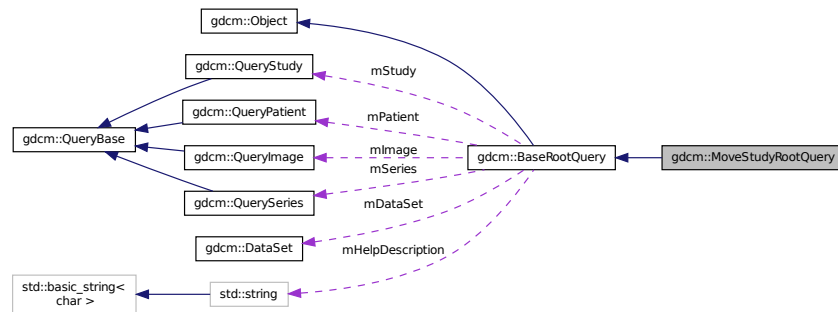 gdcm::Object
gdcm::QueryStudy
mStudy
gdcm::QueryPatient
mPatient
gdcm::QueryBase
gdcm::QueryImage
mImage
gdcm::BaseRootQuery
gdcm::MoveStudyRootQuery
mSeries
gdcm::QuerySeries
mDataSet
gdcm::DataSet
mHelpDescription
std::basic_string<
char >
std::string